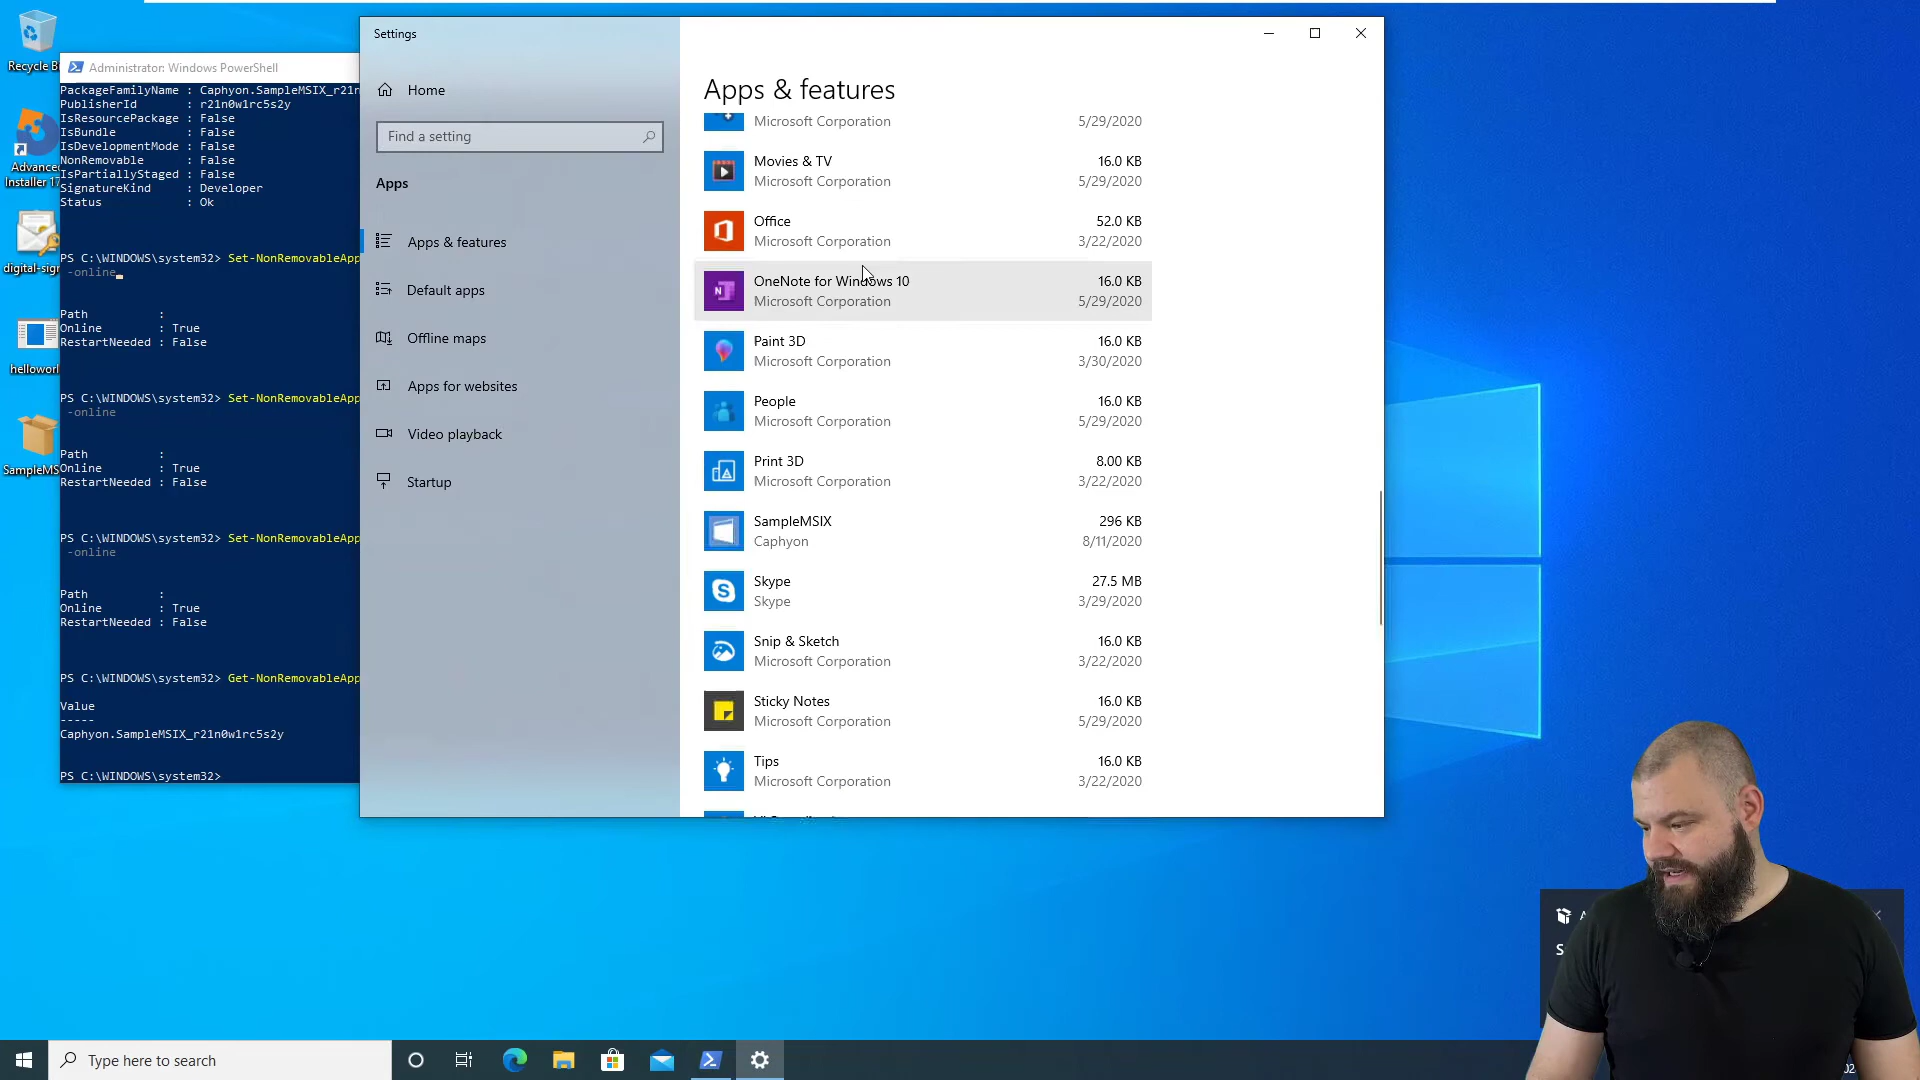 Recycle B
Advance
Installer 17
digital-sign
hellowor
SampleMS
Administrator: Windows PowerShell
PackageFamilyName : Caphyon.SampleMSIX_r21n
PublisherId : r21n0w1rc5s2y
IsResourcePackage : False
IsBundle : False
IsDevelopmentMode : False
NonRemovable : False
IsPartiallyStaged : False
SignatureKind : Developer
Status : Ok
PS C:\WINDOWS\system32> Set-NonRemovableApp
-online
Path :
Online : True
RestartNeeded : False
PS C:\WINDOWS\system32> Set-NonRemovableApp
-online
Path :
Online : True
RestartNeeded : False
PS C:\WINDOWS\system32> Set-NonRemovableApp
-online
Path :
Online : True
RestartNeeded : False
PS C:\WINDOWS\system32> Get-NonRemovableApp
Value
-----
Caphyon.SampleMSIX_r21n0w1rc5s2y
PS C:\WINDOWS\system32>
Settings
Home
Find a setting
Apps
Apps & features
Default apps
Offline maps
Apps for websites
Video playback
Startup
Apps & features
Microsoft Corporation 5/29/2020
Movies & TV 16.0 KB
Microsoft Corporation 5/29/2020
Office 52.0 KB
Microsoft Corporation 3/22/2020
OneNote for Windows 10 16.0 KB
Microsoft Corporation 5/29/2020
Paint 3D 16.0 KB
Microsoft Corporation 3/30/2020
People 16.0 KB
Microsoft Corporation 5/29/2020
Print 3D 8.00 KB
Microsoft Corporation 3/22/2020
SampleMSIX 296 KB
Caphyon 8/11/2020
Skype 27.5 MB
Skype 3/29/2020
Snip & Sketch 16.0 KB
Microsoft Corporation 3/22/2020
Sticky Notes 16.0 KB
Microsoft Corporation 5/29/2020
Tips 16.0 KB
Microsoft Corporation 3/22/2020
A
S
Type here to search
02